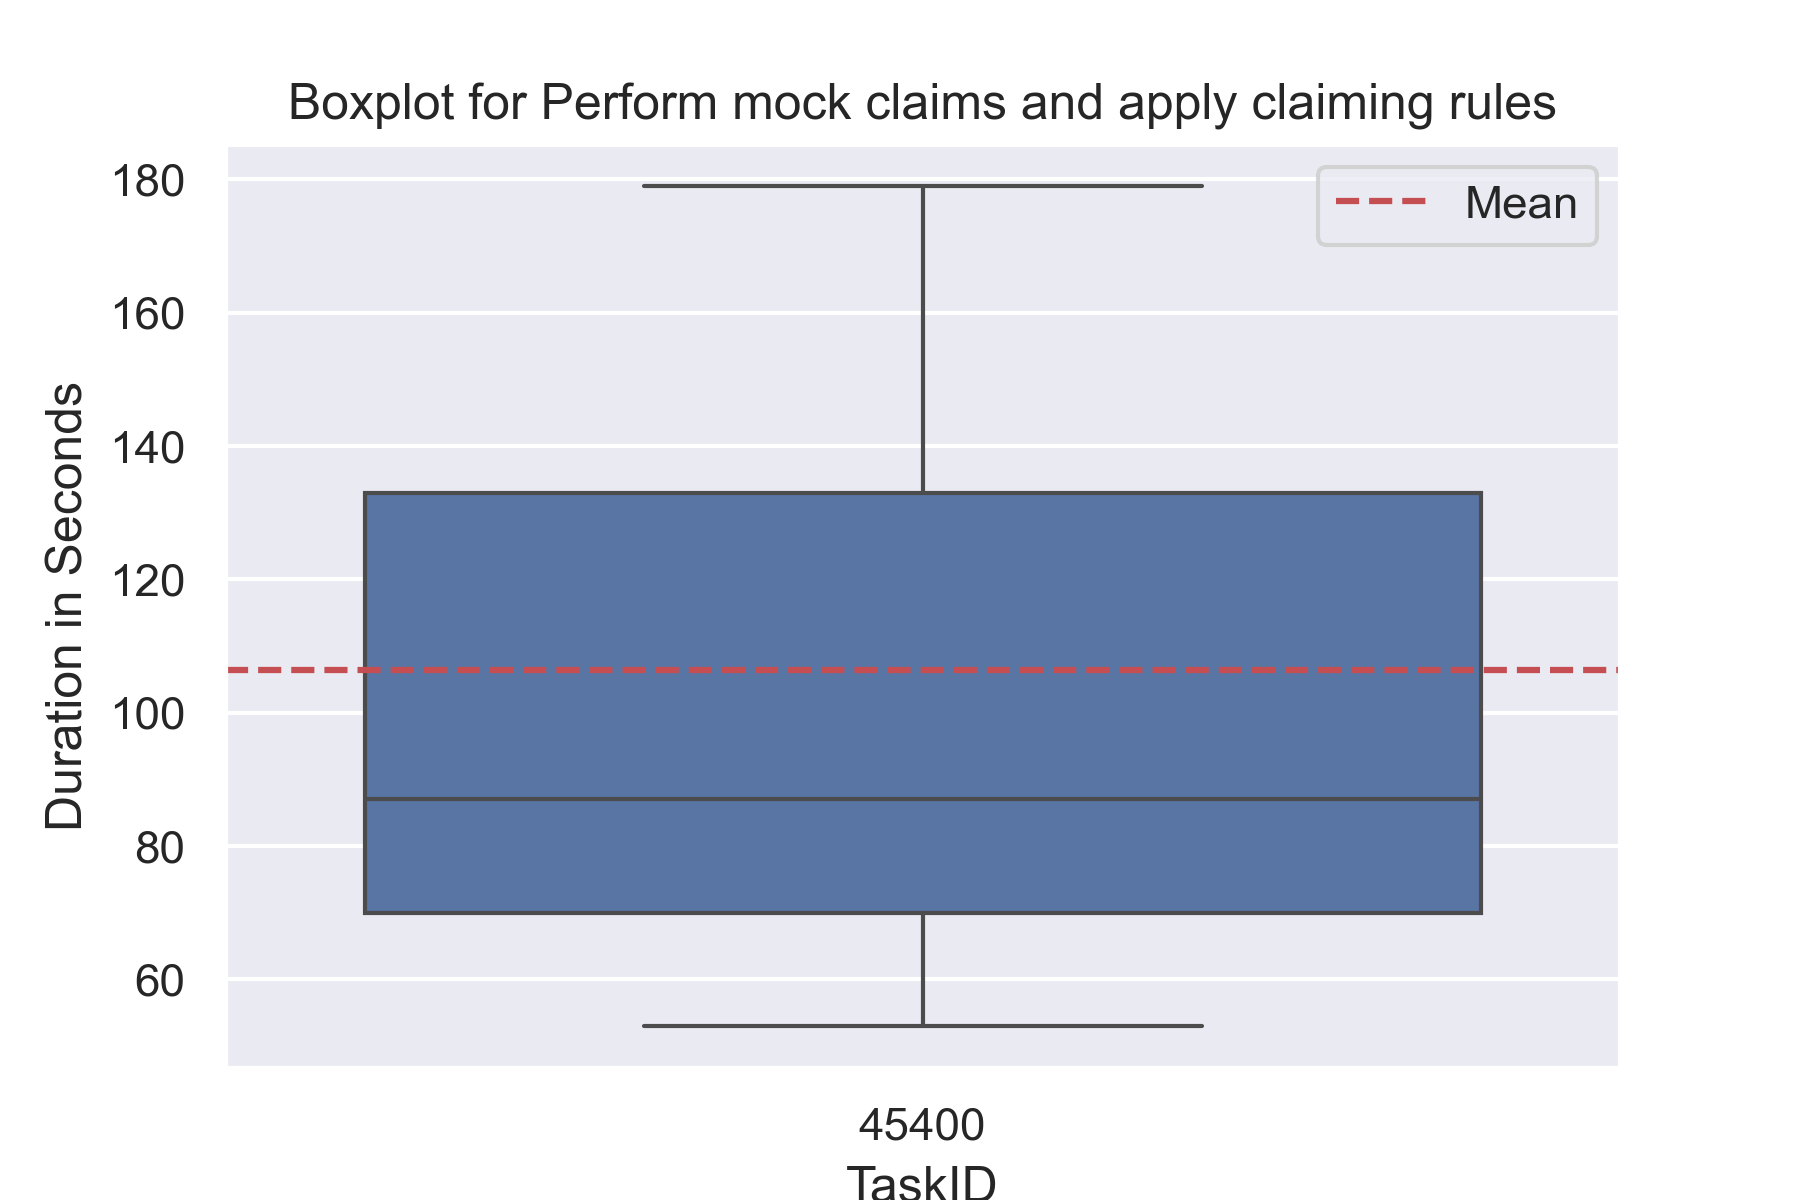 Boxplot for Perform mock claims and apply claiming rules
180
160
140
120
100
80
60
Duration in Seconds
Mean
45400
TaskID